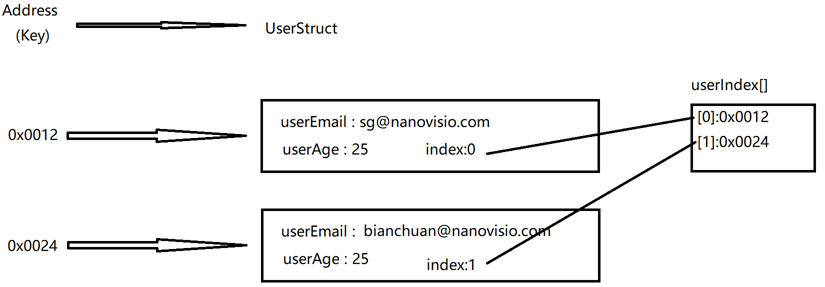 Address
(Key)
UserStruct
userIndex[]
0x0012
userEmail : sg@nanovisio.com
userAge : 25 index:0
[0]:0x0012
[1]:0x0024
0x0024
userEmail : bianchuan@nanovisio.com
userAge : 25 index:1